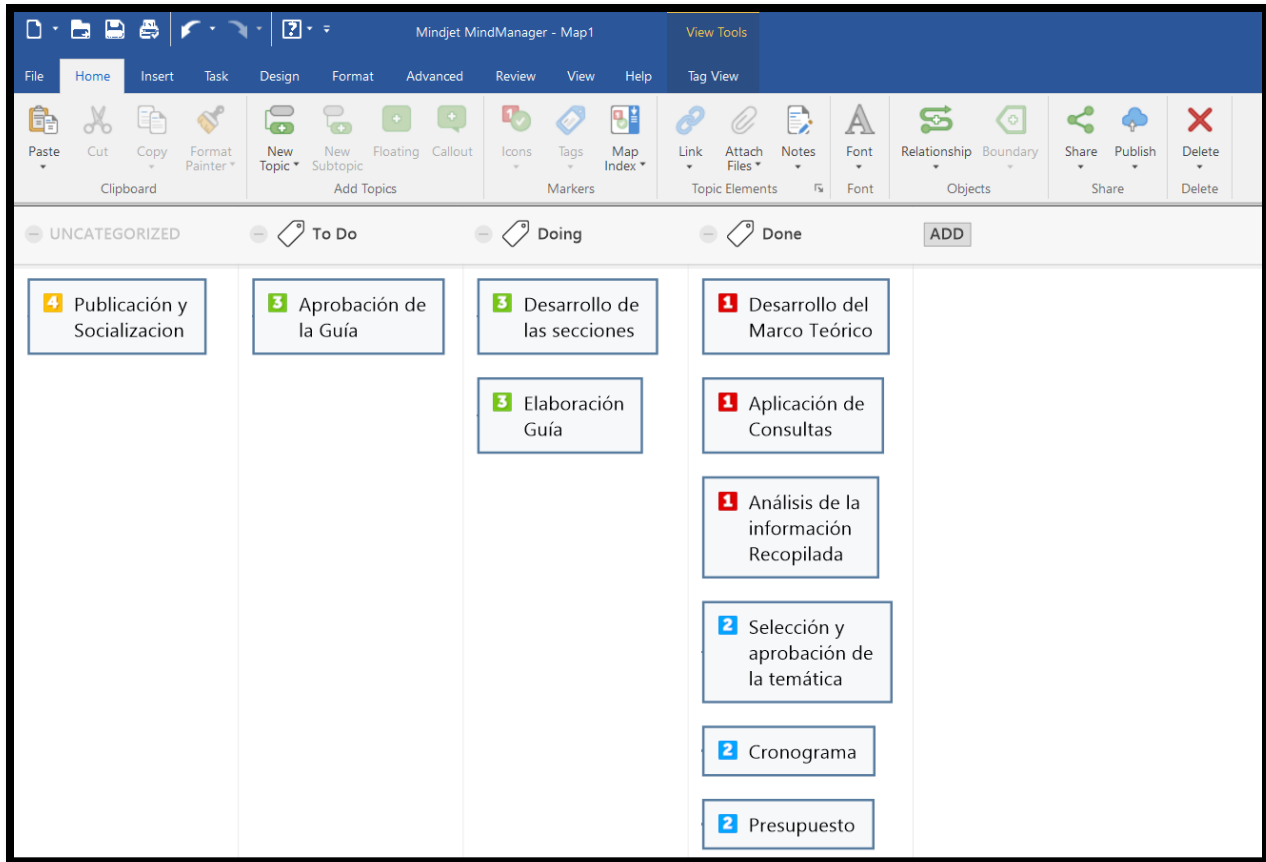 Mindjet MindManager - Map1
View Tools
File Home Insert Task Design Format Advanced Review View Help Tag View
Paste Cut Copy Format Painter New Topic New Subtopic Floating Callout Icons Tags Map Index Link Attach Files Notes Font Relationship Boundary Share Publish Delete
Clipboard Add Topics Markers Topic Elements Font Objects Share Delete
UNCATEGORIZED To Do Doing Done ADD
4 Publicación y
Socializacion
3 Aprobación de
la Guía
3 Desarrollo de
las secciones
3 Elaboración
Guía
1 Desarrollo del
Marco Teórico
1 Aplicación de
Consultas
1 Análisis de la
información
Recopilada
2 Selección y
aprobación de
la temática
2 Cronograma
2 Presupuesto